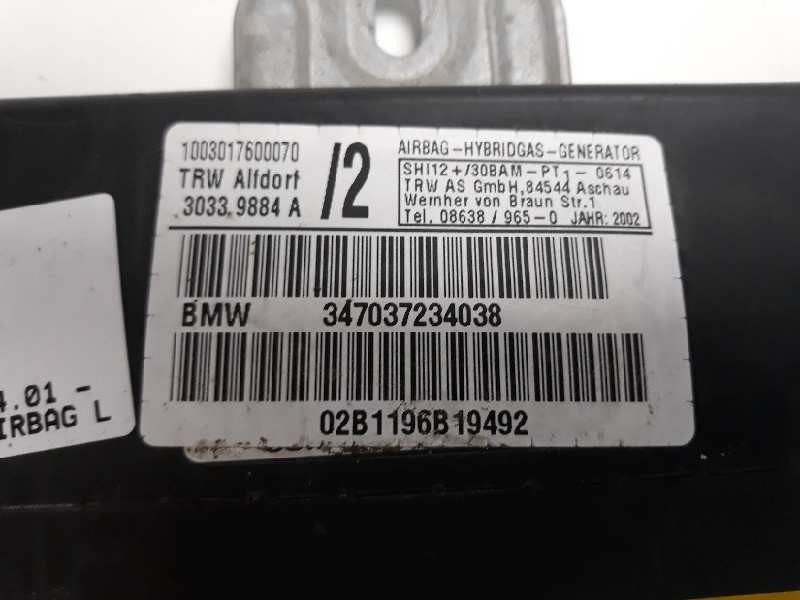 1003017600070
TRW Alfdorf
3033.9884 A
/2
AIRBAG-HYBRIDGAS-GENERATOR
SHI12+/30BAM-PT1-0614
TRW AS GmbH,84544 Aschau
Wernher von Braun Str.1
Tel. 08638/965-0 JAHR: 2002
BMW 347037234038
02B1196B19492
4.01 -
IRBAG L